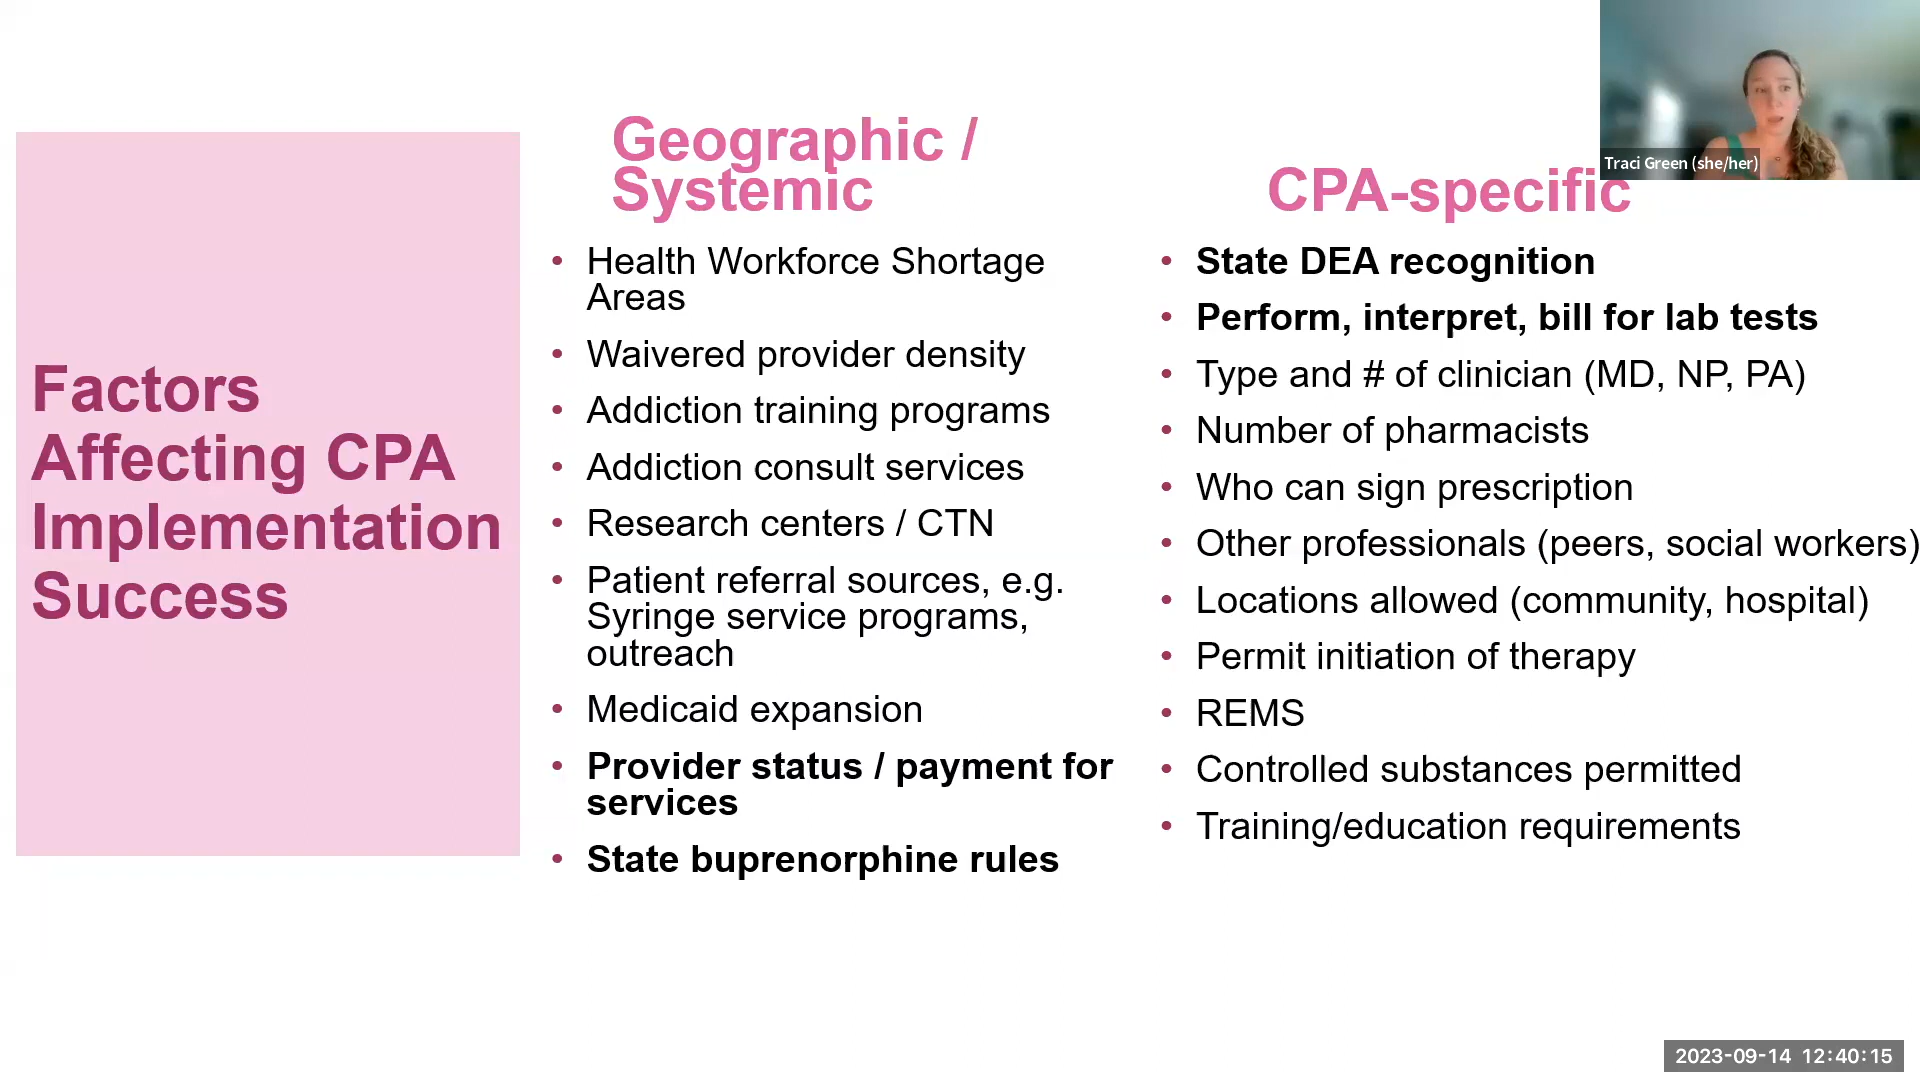 Factors
Affecting CPA
Implementation
Success
Geographic /
Systemic
• Health Workforce Shortage
Areas
• Waivered provider density
• Addiction training programs
• Addiction consult services
• Research centers / CTN
• Patient referral sources, e.g.
Syringe service programs,
outreach
• Medicaid expansion
• Provider status / payment for
services
• State buprenorphine rules
CPA-specific
• State DEA recognition
• Perform, interpret, bill for lab tests
• Type and # of clinician (MD, NP, PA)
• Number of pharmacists
• Who can sign prescription
• Other professionals (peers, social workers)
• Locations allowed (community, hospital)
• Permit initiation of therapy
• REMS
• Controlled substances permitted
• Training/education requirements
Traci Green (she/her)
2023-09-14 12:40:15